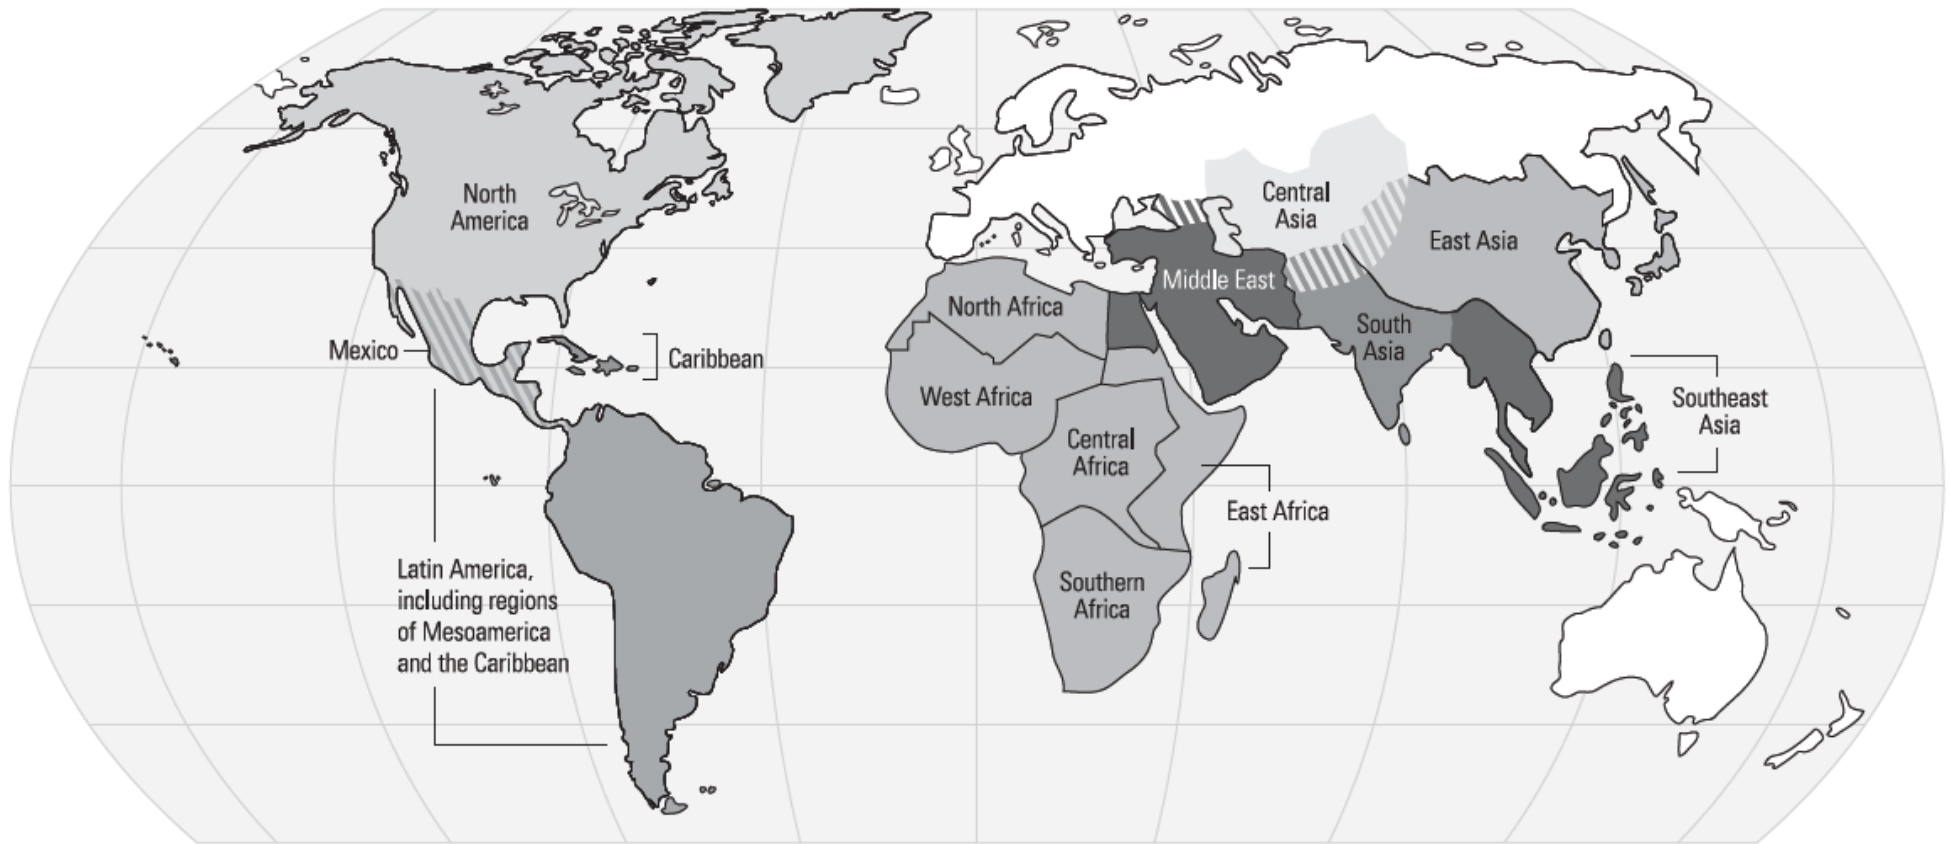 North
America
Mexico
Caribbean
Latin America,
including regions
of Mesoamerica
and the Caribbean
North Africa
West Africa
Central
Africa
East Africa
Southern
Africa
Middle East
Central
Asia
East Asia
South
Asia
Southeast
Asia